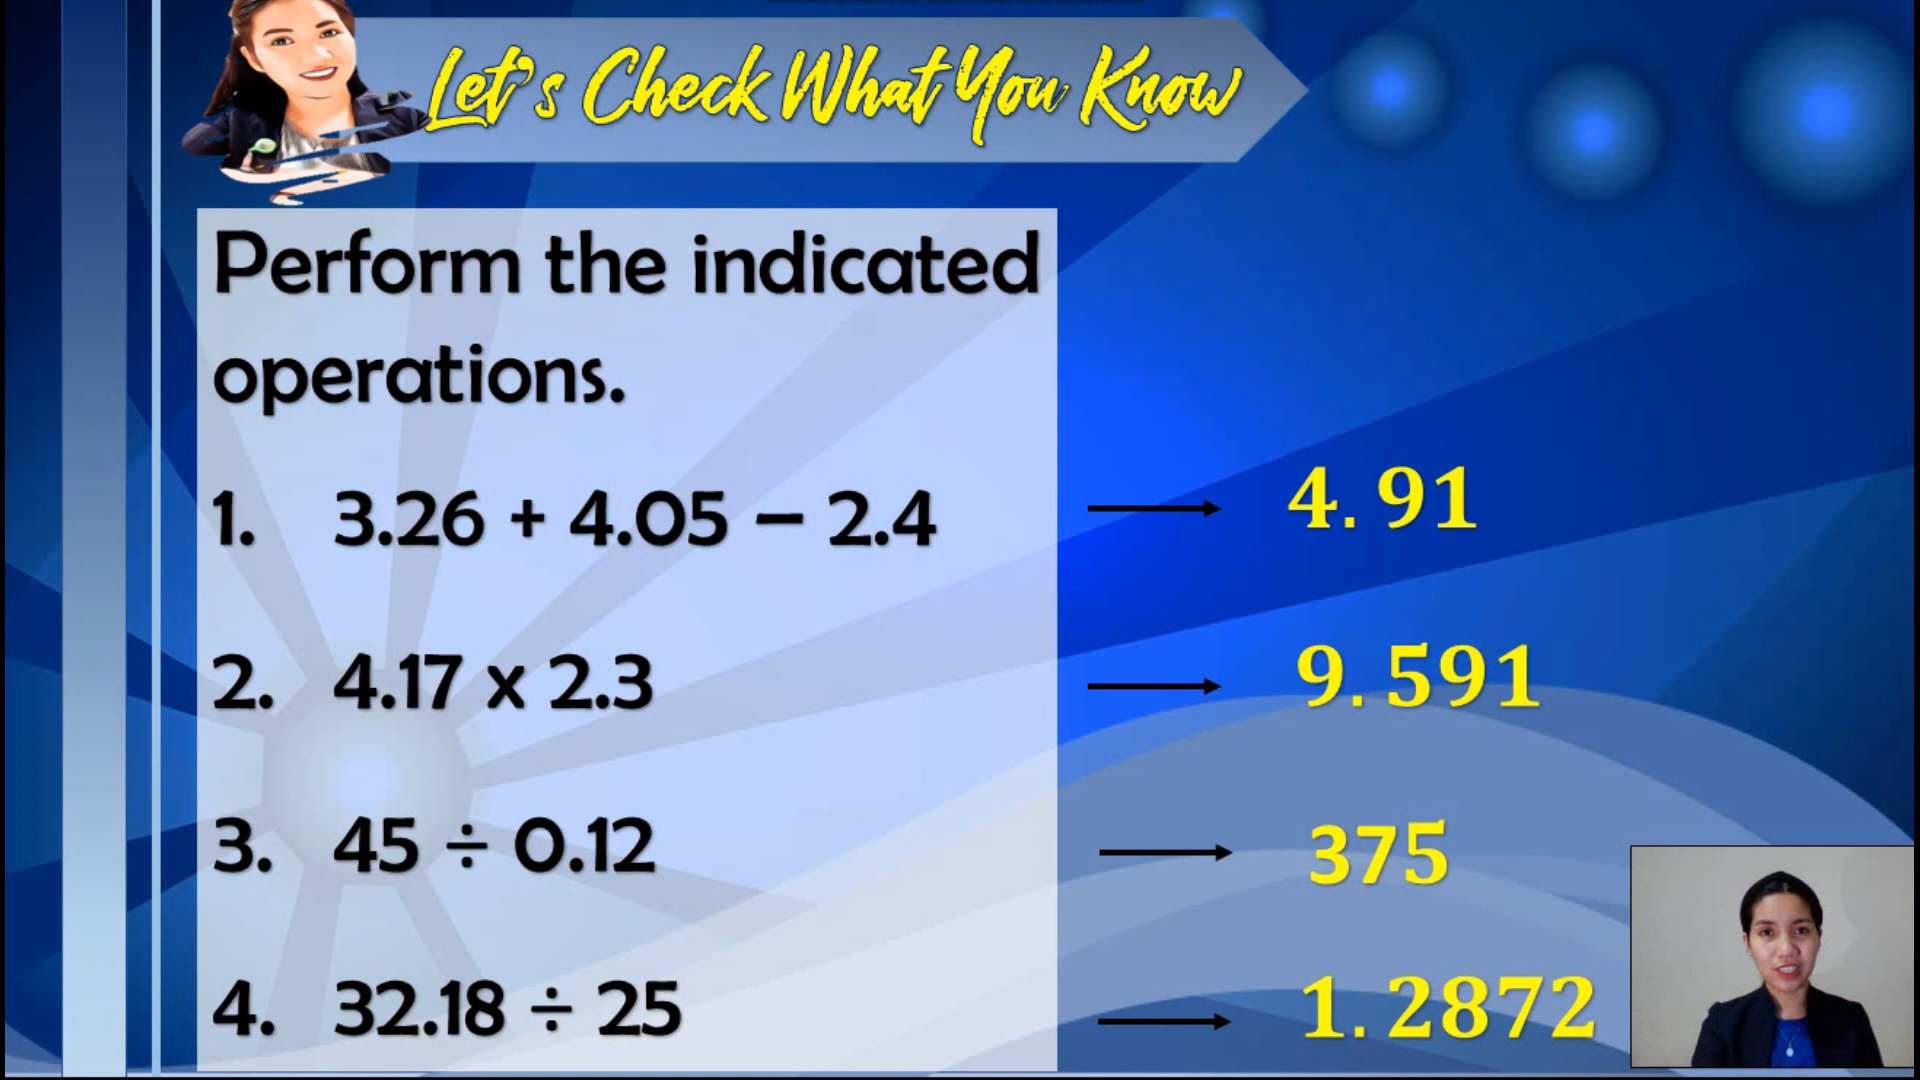 Let's Check What You Know
Perform the indicated
operations.
1. 3.26 + 4.05 – 2.4 → 4.91
2. 4.17 x 2.3 → 9.591
3. 45 ÷ 0.12 → 375
4. 32.18 ÷ 25 → 1.2872